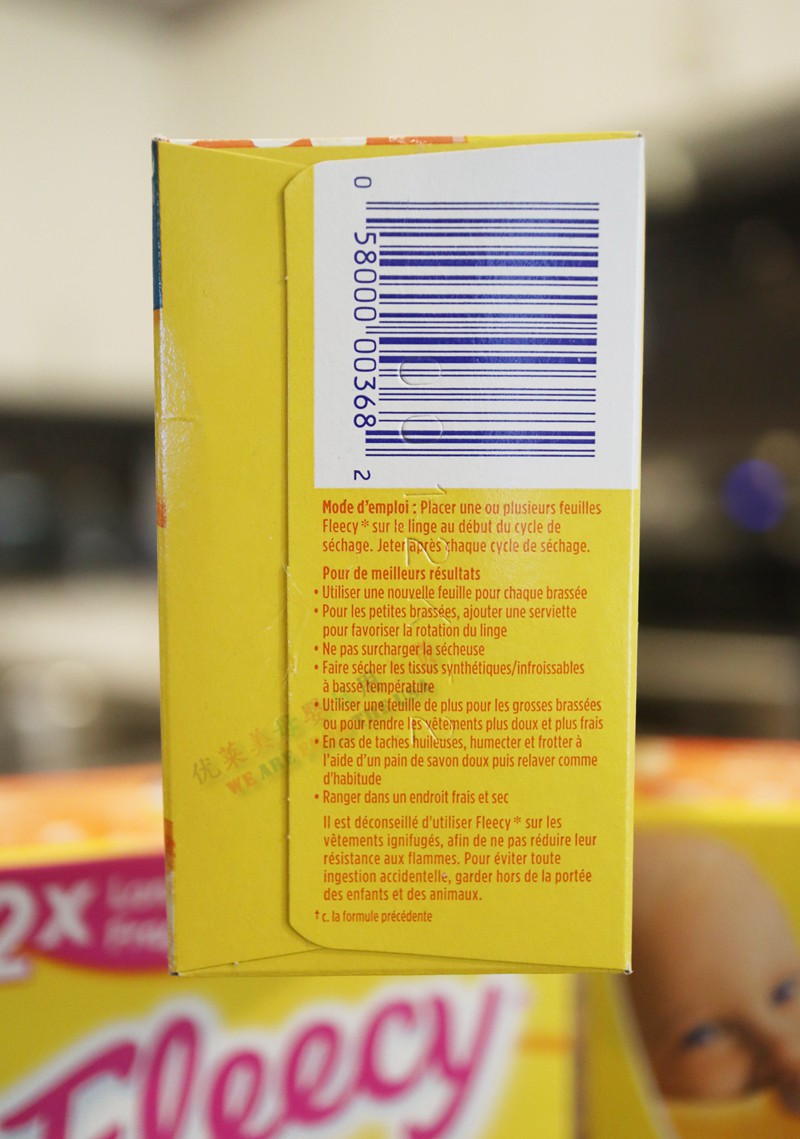 0 58000 00368 2
Mode d'emploi : Placer une ou plusieurs feuilles
Fleecy* sur le linge au début du cycle de
séchage. Jeter après chaque cycle de séchage.
Pour de meilleurs résultats
• Utiliser une nouvelle feuille pour chaque brassée
• Pour les petites brassées, ajouter une serviette
pour favoriser la rotation du linge
• Ne pas surcharger la sécheuse
• Faire sécher les tissus synthétiques/infroissables
à basse température
• Utiliser une feuille de plus pour les grosses brassées
ou pour rendre les vêtements plus doux et plus frais
• En cas de taches huileuses, humecter et frotter à
l'aide d'un pain de savon doux puis relaver comme
d'habitude
• Ranger dans un endroit frais et sec
Il est déconseillé d'utiliser Fleecy* sur les
vêtements ignifugés, afin de ne pas réduire leur
résistance aux flammes. Pour éviter toute
ingestion accidentelle, garder hors de la portée
des enfants et des animaux.
† c. la formule précédente
优莱美
WE ARE
2X
Fleecy